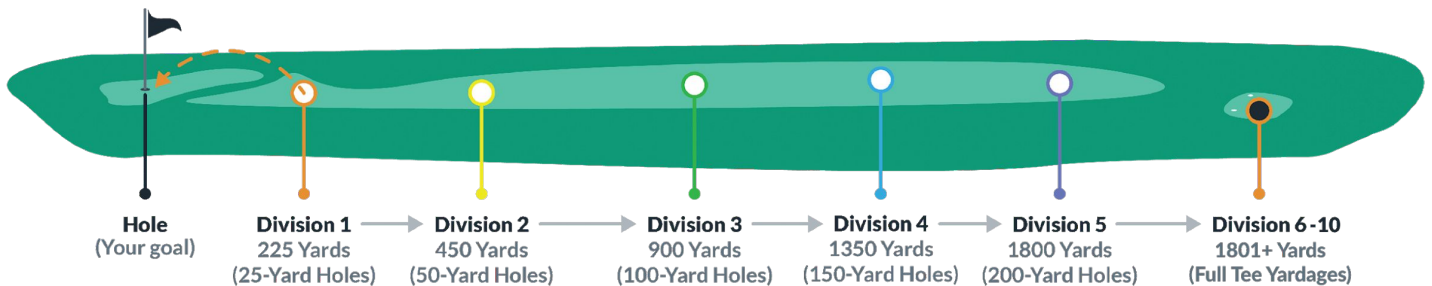 Hole
(Your goal)
Division 1
225 Yards
(25-Yard Holes)
Division 2
450 Yards
(50-Yard Holes)
Division 3
900 Yards
(100-Yard Holes)
Division 4
1350 Yards
(150-Yard Holes)
Division 5
1800 Yards
(200-Yard Holes)
Division 6-10
1801+ Yards
(Full Tee Yardages)